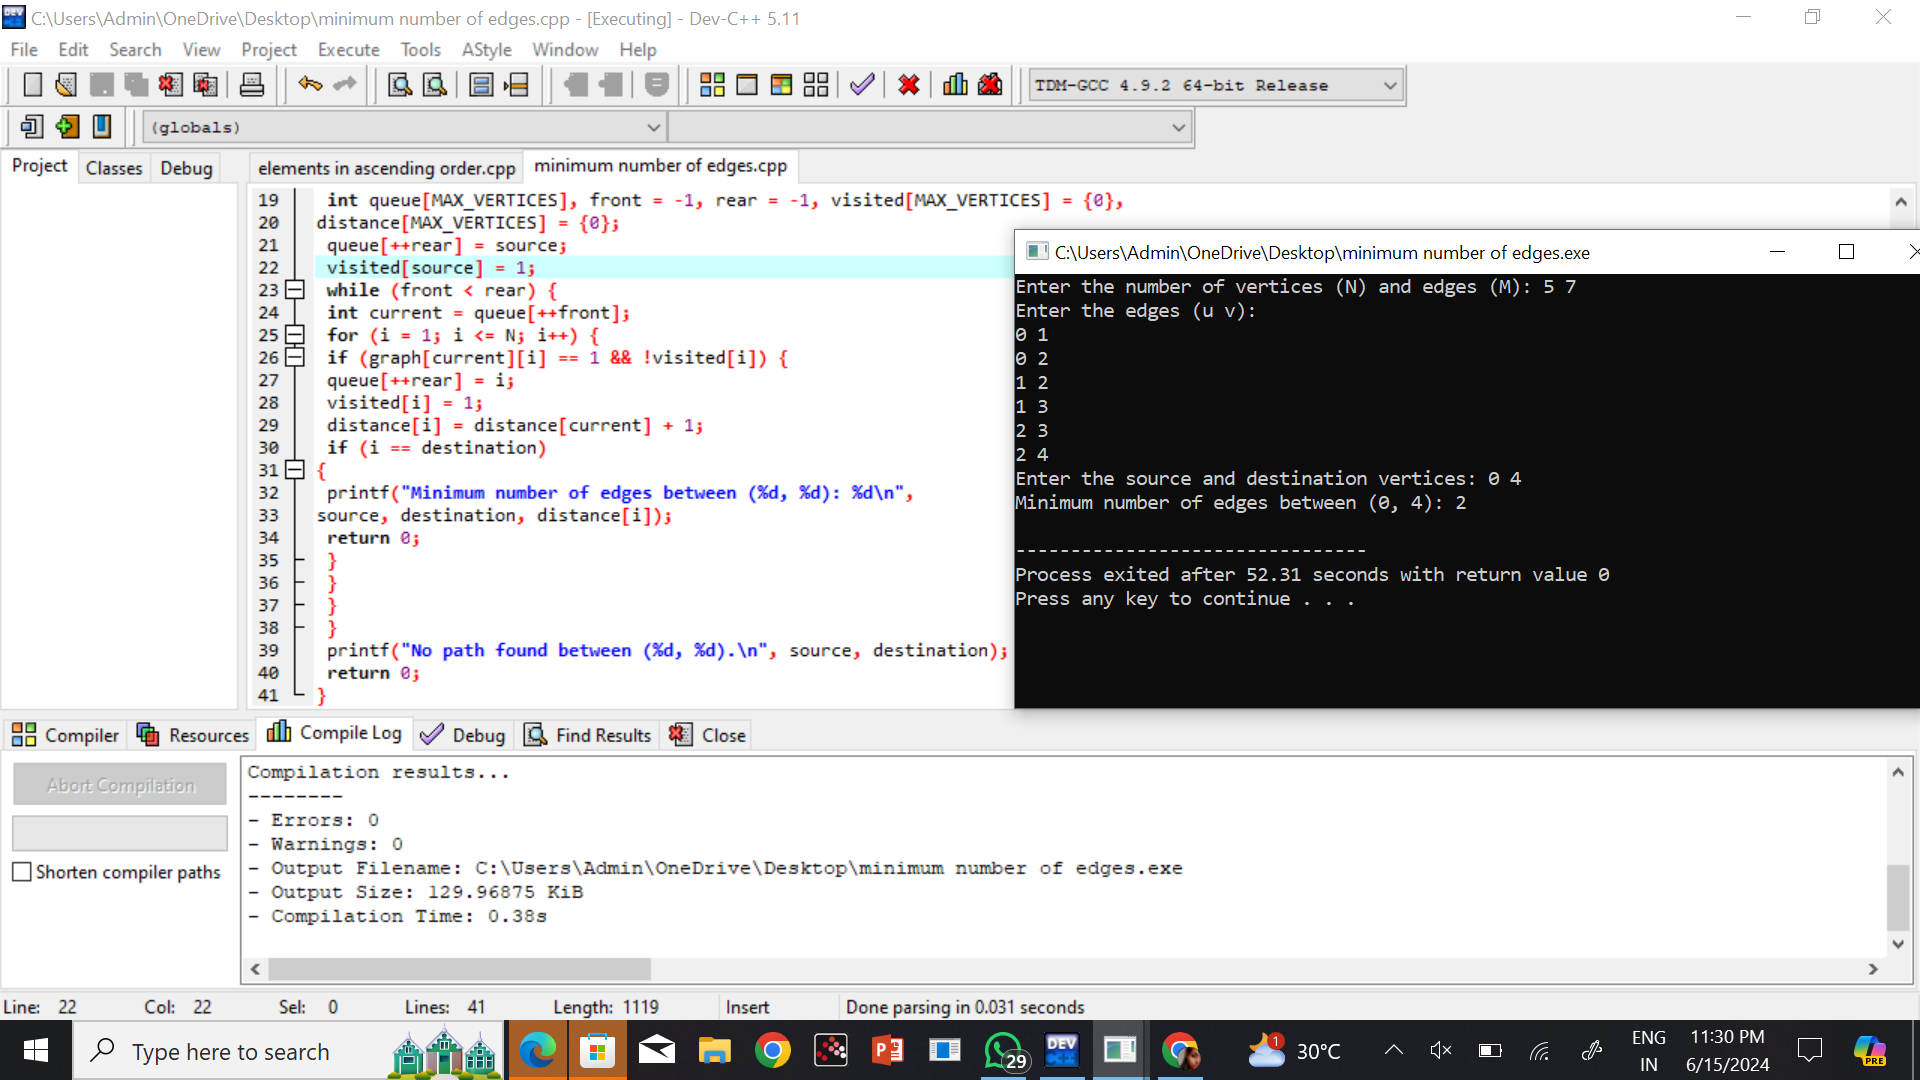 C:\Users\Admin\OneDrive\Desktop\minimum number of edges.cpp - [Executing] - Dev-C++ 5.11
File Edit Search View Project Execute Tools AStyle Window Help
TDM-GCC 4.9.2 64-bit Release
(globals)
Project Classes Debug
elements in ascending order.cpp minimum number of edges.cpp
19 int queue[MAX_VERTICES], front = -1, rear = -1, visited[MAX_VERTICES] = {0},
20 distance[MAX_VERTICES] = {0};
21 queue[++rear] = source;
22 visited[source] = 1;
23 while (front < rear) {
24 int current = queue[++front];
25 for (i = 1; i <= N; i++) {
26 if (graph[current][i] == 1 && !visited[i]) {
27 queue[++rear] = i;
28 visited[i] = 1;
29 distance[i] = distance[current] + 1;
30 if (i == destination)
31 {
32 printf("Minimum number of edges between (%d, %d): %d\n",
33 source, destination, distance[i]);
34 return 0;
35 }
36 }
37 }
38 }
39 printf("No path found between (%d, %d).\n", source, destination);
40 return 0;
41 }
C:\Users\Admin\OneDrive\Desktop\minimum number of edges.exe
Enter the number of vertices (N) and edges (M): 5 7
Enter the edges (u v):
0 1
0 2
1 2
1 3
2 3
2 4
Enter the source and destination vertices: 0 4
Minimum number of edges between (0, 4): 2
--------------------------------
Process exited after 52.31 seconds with return value 0
Press any key to continue . . .
Compiler Resources Compile Log Debug Find Results Close
Abort Compilation
Shorten compiler paths
Compilation results...
--------
- Errors: 0
- Warnings: 0
- Output Filename: C:\Users\Admin\OneDrive\Desktop\minimum number of edges.exe
- Output Size: 129.96875 KiB
- Compilation Time: 0.38s
Line: 22 Col: 22 Sel: 0 Lines: 41 Length: 1119 Insert Done parsing in 0.031 seconds
Type here to search
29
DEV
1
30°C
ENG
IN
11:30 PM
6/15/2024
PRE